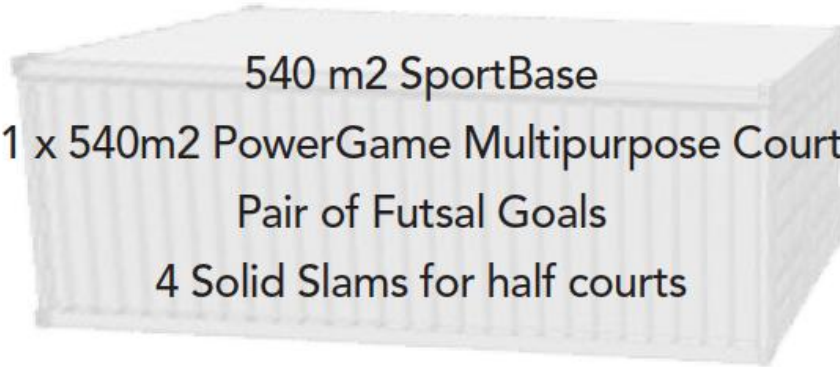 540 m2 SportBase
1 x 540m2 PowerGame Multipurpose Court
Pair of Futsal Goals
4 Solid Slams for half courts